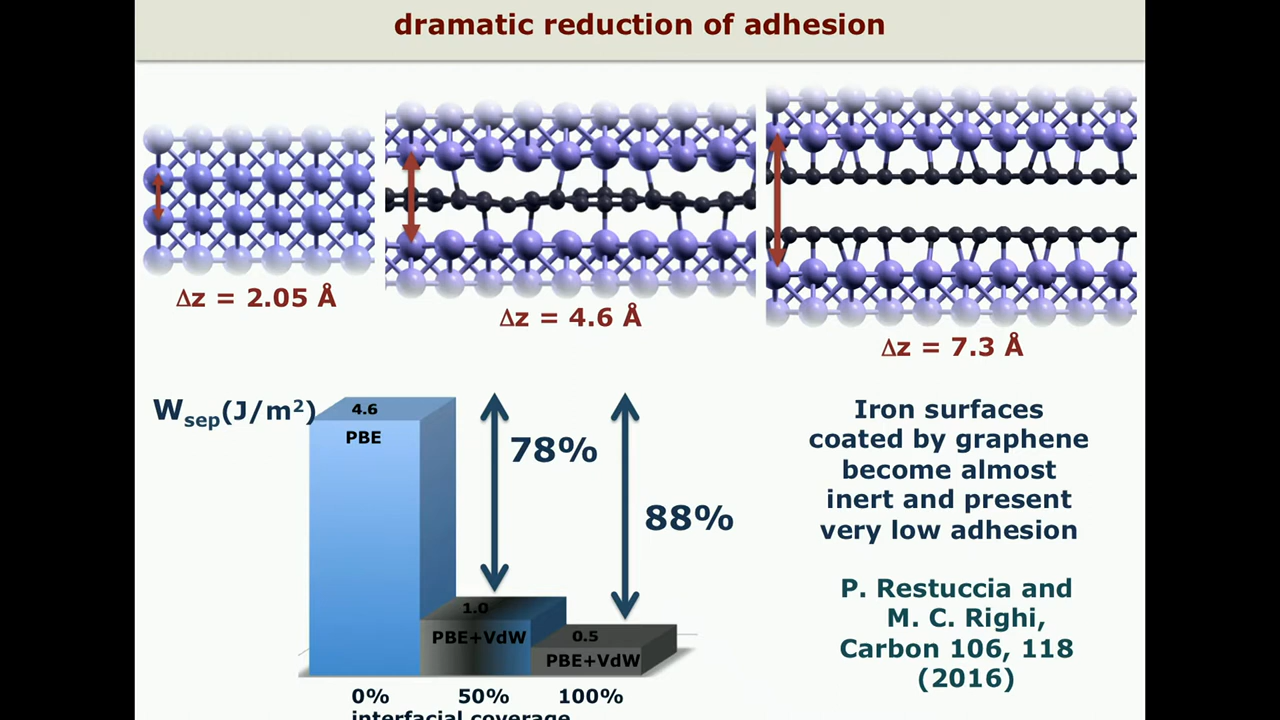 dramatic reduction of adhesion
Δz = 2.05 Å
Δz = 4.6 Å
Δz = 7.3 Å
Wsep(J/m²)
4.6
PBE
78%
88%
1.0
PBE+VdW
0.5
PBE+VdW
0%
50%
100%
interfacial coverage
Iron surfaces
coated by graphene
become almost
inert and present
very low adhesion
P. Restuccia and
M. C. Righi,
Carbon 106, 118
(2016)